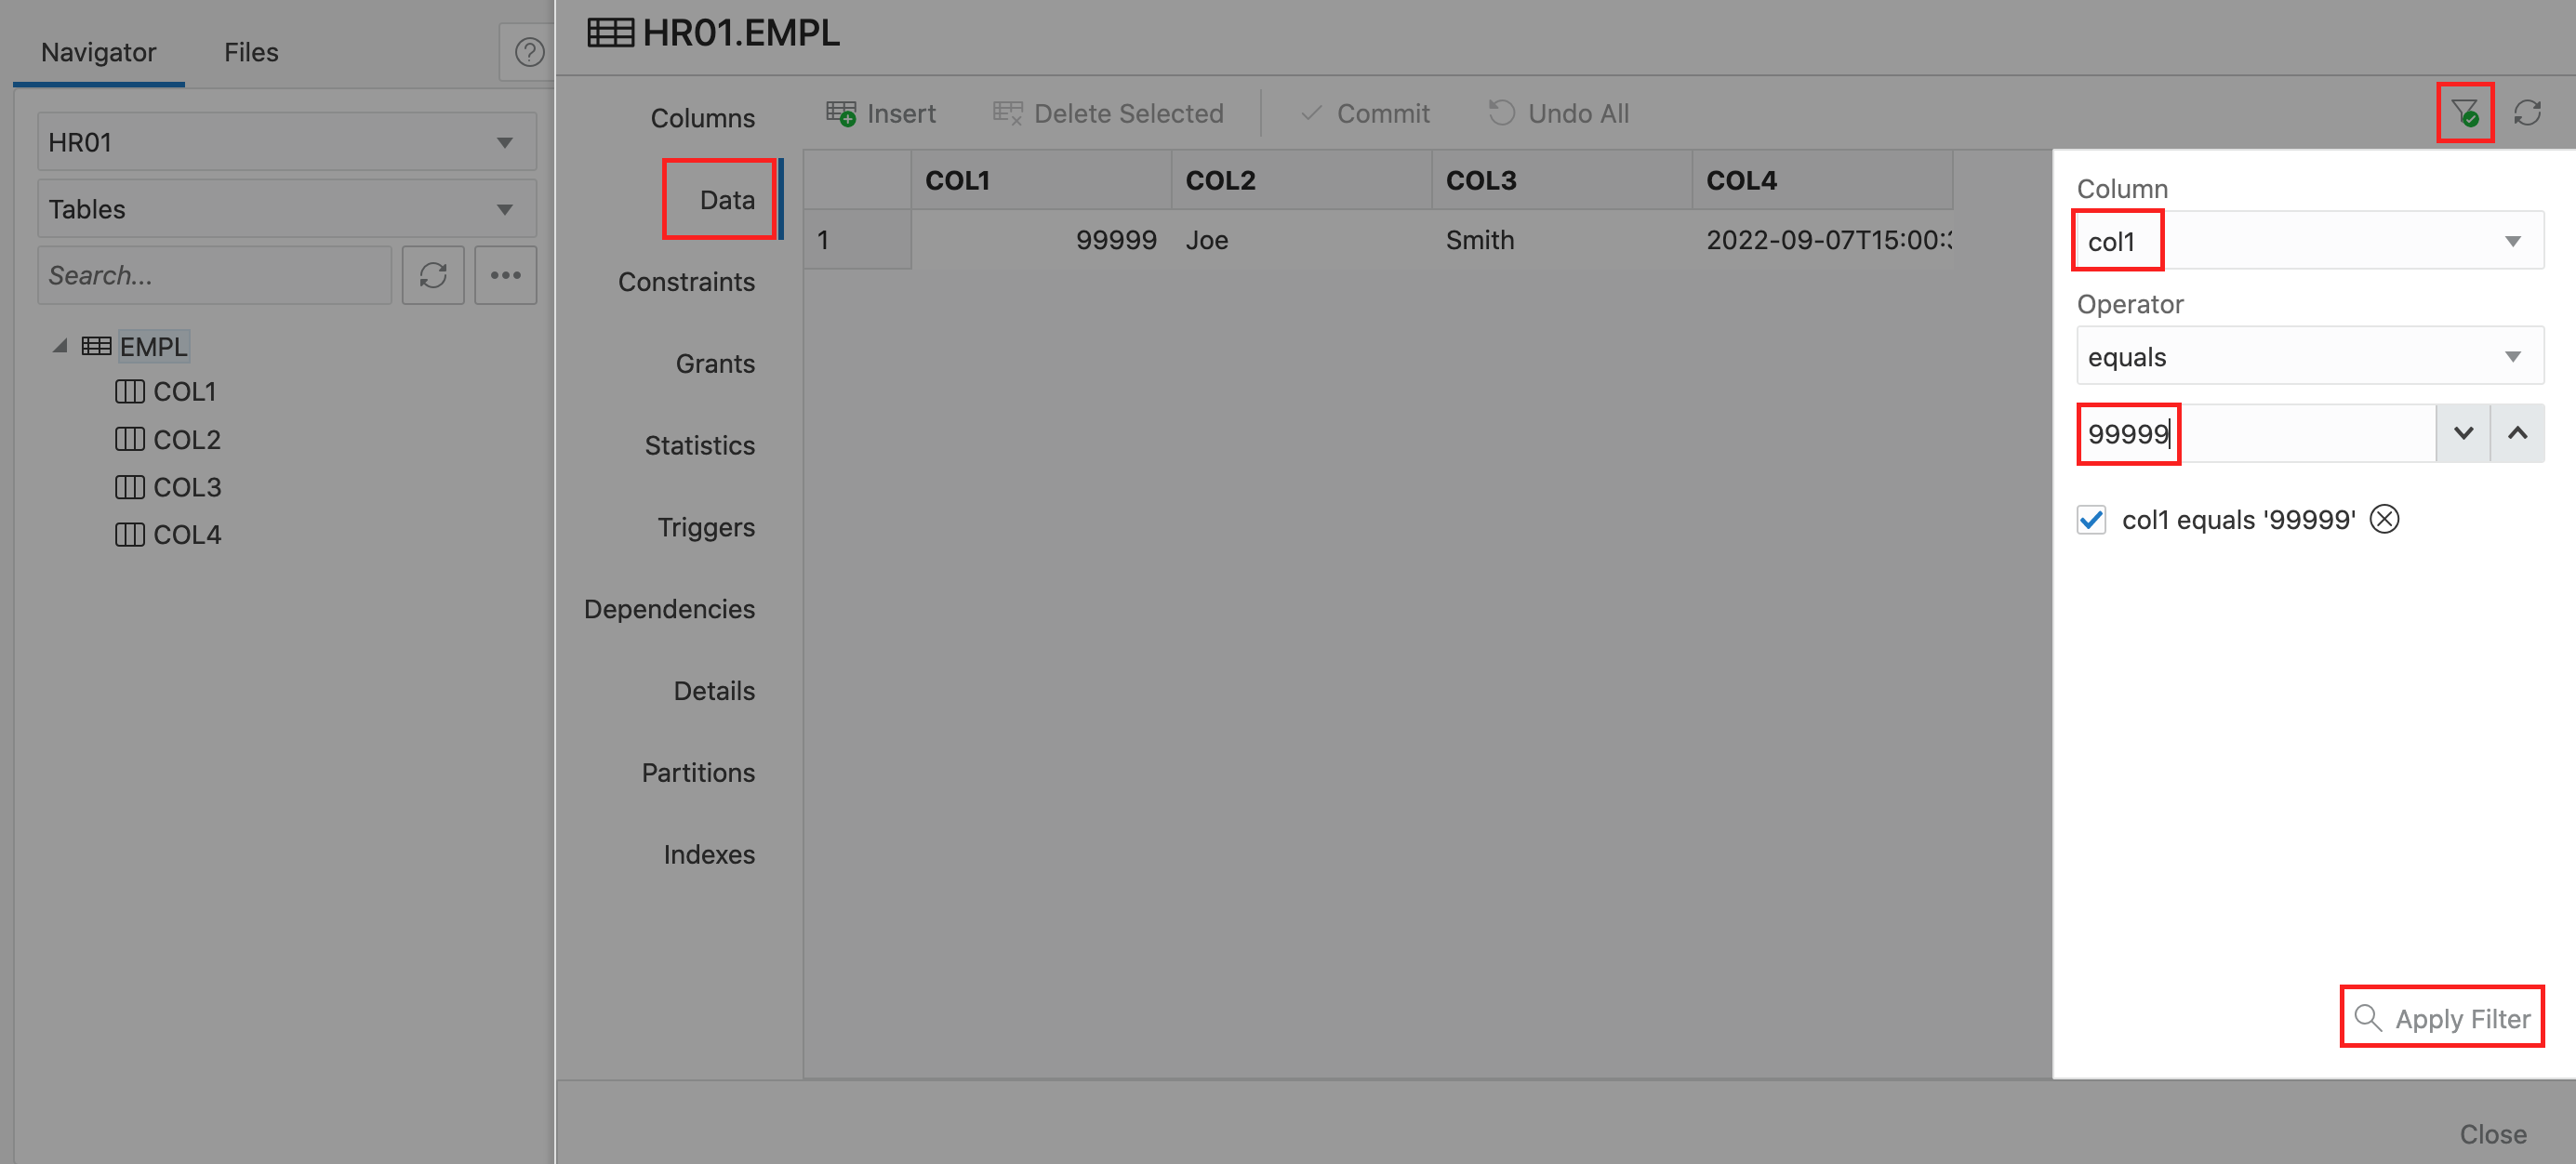 Navigator Files ?
HR01
Tables
Search...
EMPL
COL1
COL2
COL3
COL4
HR01.EMPL
Columns
Data
Constraints
Grants
Statistics
Triggers
Dependencies
Details
Partitions
Indexes
Insert Delete Selected Commit Undo All
COL1 COL2 COL3 COL4
1 99999 Joe Smith 2022-09-07T15:00:
Column
col1
Operator
equals
99999
col1 equals '99999'
Apply Filter
Close